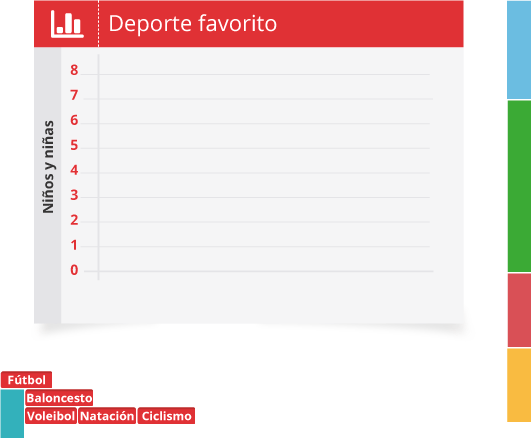 Deporte favorito
Niños y niñas
8
7
6
5
4
3
2
1
0
Fútbol
Baloncesto
Voleibol Natación Ciclismo